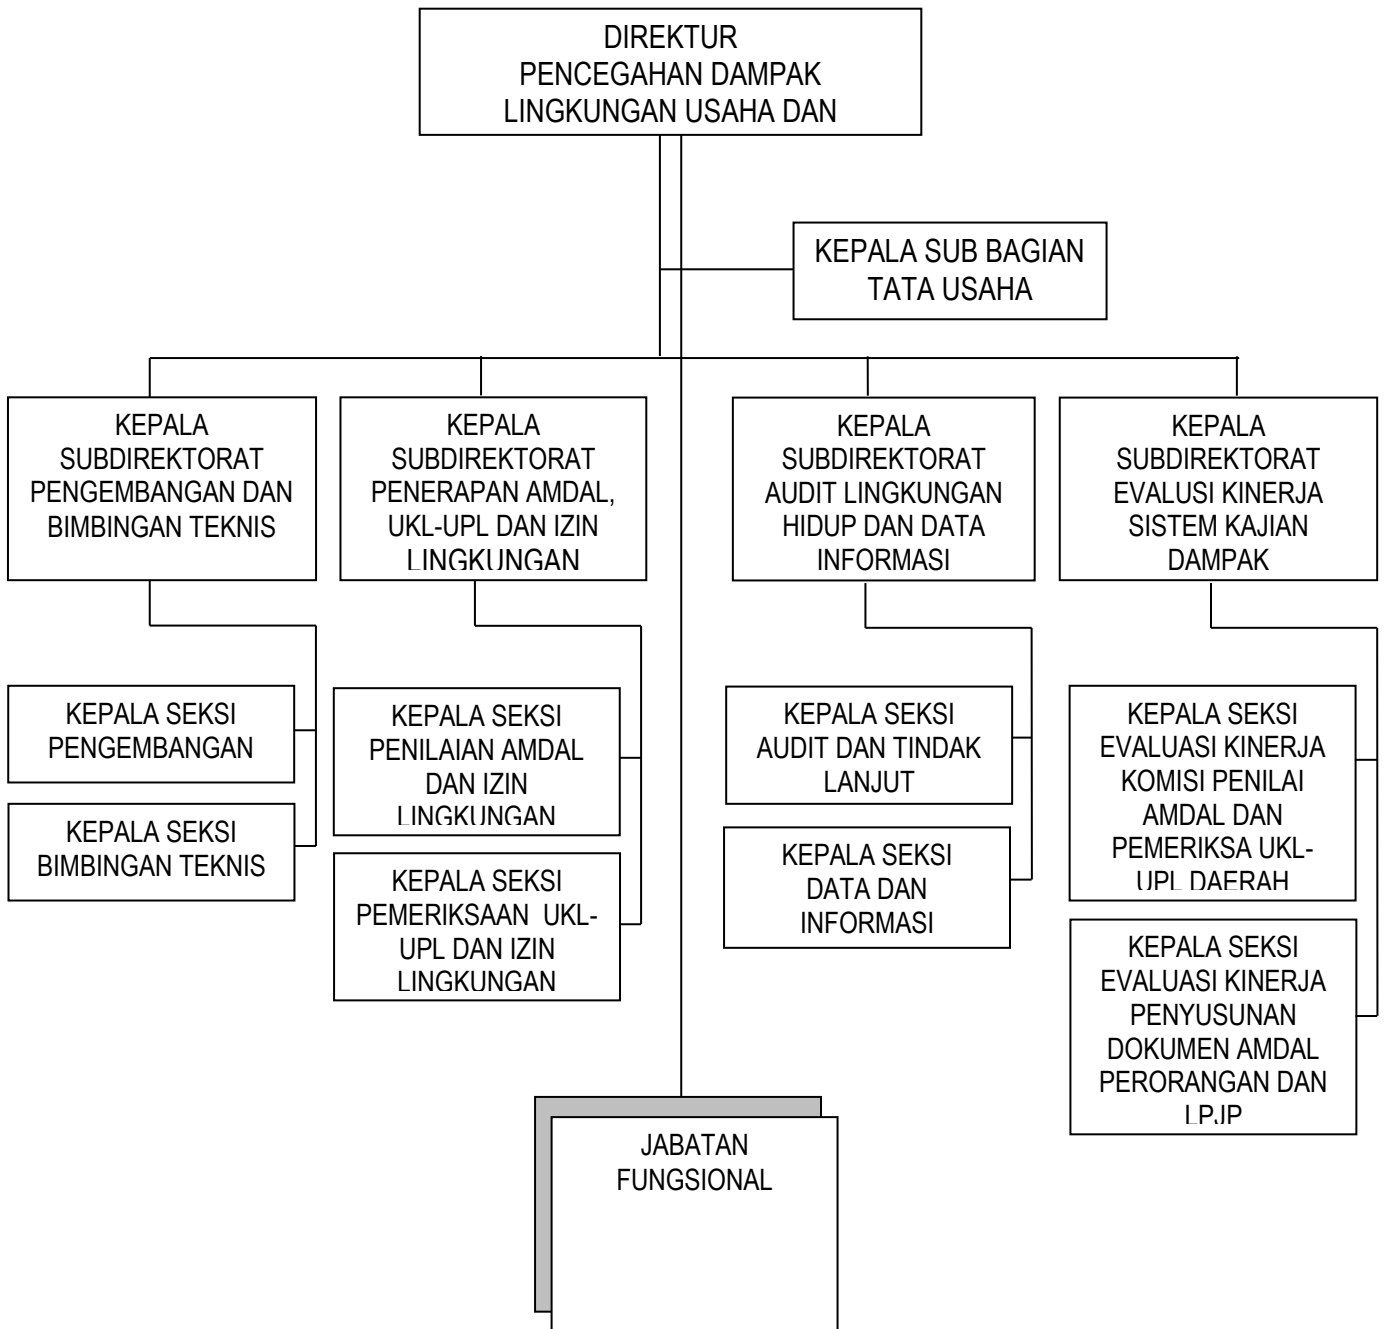 DIREKTUR
PENCEGAHAN DAMPAK
LINGKUNGAN USAHA DAN
KEPALA SUB BAGIAN
TATA USAHA
KEPALA
SUBDIREKTORAT
PENGEMBANGAN DAN
BIMBINGAN TEKNIS
KEPALA
SUBDIREKTORAT
PENERAPAN AMDAL,
UKL-UPL DAN IZIN
LINGKUNGAN
KEPALA
SUBDIREKTORAT
AUDIT LINGKUNGAN
HIDUP DAN DATA
INFORMASI
KEPALA
SUBDIREKTORAT
EVALUSI KINERJA
SISTEM KAJIAN
DAMPAK
KEPALA SEKSI
PENGEMBANGAN
KEPALA SEKSI
BIMBINGAN TEKNIS
KEPALA SEKSI
PENILAIAN AMDAL
DAN IZIN
LINGKUNGAN
KEPALA SEKSI
PEMERIKSAAN UKL-
UPL DAN IZIN
LINGKUNGAN
KEPALA SEKSI
AUDIT DAN TINDAK
LANJUT
KEPALA SEKSI
DATA DAN
INFORMASI
KEPALA SEKSI
EVALUASI KINERJA
KOMISI PENILAI
AMDAL DAN
PEMERIKSA UKL-
UPL DAERAH
KEPALA SEKSI
EVALUASI KINERJA
PENYUSUNAN
DOKUMEN AMDAL
PERORANGAN DAN
LPJP
JABATAN
FUNGSIONAL